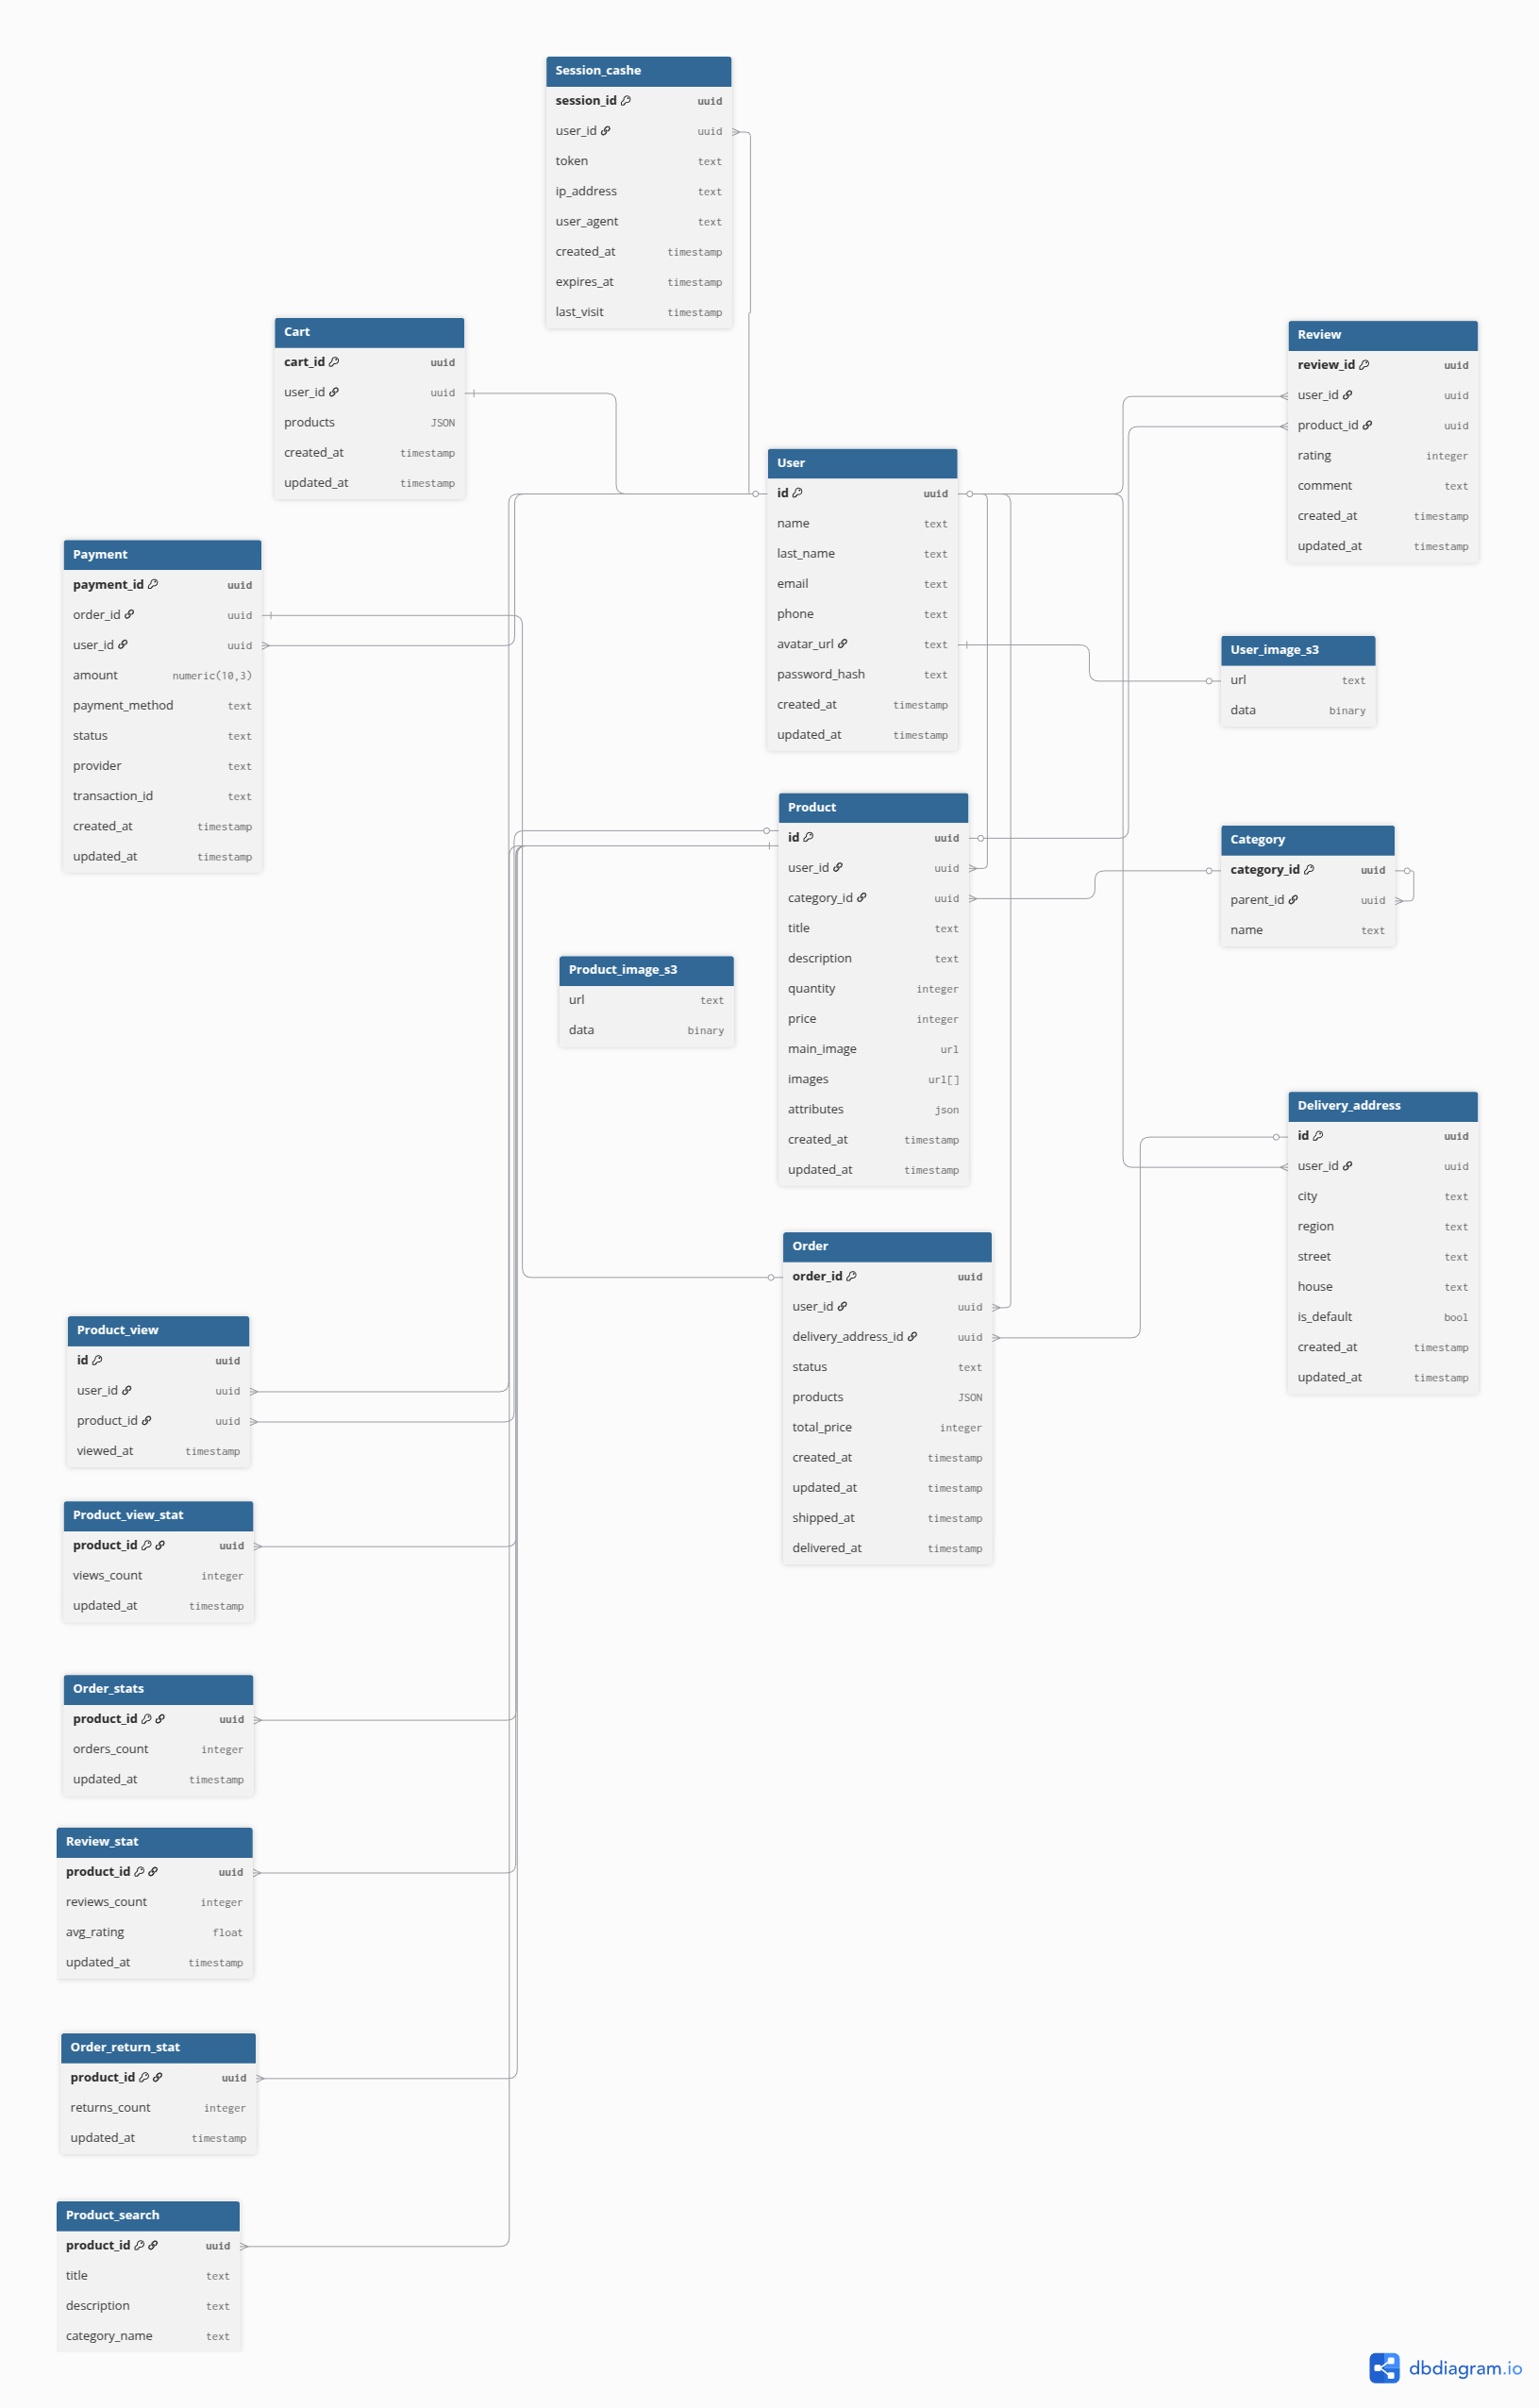 Session_cashe
session_id uuid
user_id uuid
token text
ip_address text
user_agent text
created_at timestamp
expires_at timestamp
last_visit timestamp
Cart
cart_id uuid
user_id uuid
products JSON
created_at timestamp
updated_at timestamp
Review
review_id uuid
user_id uuid
product_id uuid
rating integer
comment text
created_at timestamp
updated_at timestamp
User
id uuid
name text
last_name text
email text
phone text
avatar_url text
password_hash text
created_at timestamp
updated_at timestamp
Payment
payment_id uuid
order_id uuid
user_id uuid
amount numeric(10,3)
payment_method text
status text
provider text
transaction_id text
created_at timestamp
updated_at timestamp
User_image_s3
url text
data binary
Product
id uuid
user_id uuid
category_id uuid
title text
description text
quantity integer
price integer
main_image url
images url[]
attributes json
created_at timestamp
updated_at timestamp
Category
category_id uuid
parent_id uuid
name text
Product_image_s3
url text
data binary
Delivery_address
id uuid
user_id uuid
city text
region text
street text
house text
is_default bool
created_at timestamp
updated_at timestamp
Order
order_id uuid
user_id uuid
delivery_address_id uuid
status text
products JSON
total_price integer
created_at timestamp
updated_at timestamp
shipped_at timestamp
delivered_at timestamp
Product_view
id uuid
user_id uuid
product_id uuid
viewed_at timestamp
Product_view_stat
product_id uuid
views_count integer
updated_at timestamp
Order_stats
product_id uuid
orders_count integer
updated_at timestamp
Review_stat
product_id uuid
reviews_count integer
avg_rating float
updated_at timestamp
Order_return_stat
product_id uuid
returns_count integer
updated_at timestamp
Product_search
product_id uuid
title text
description text
category_name text
dbdiagram.io